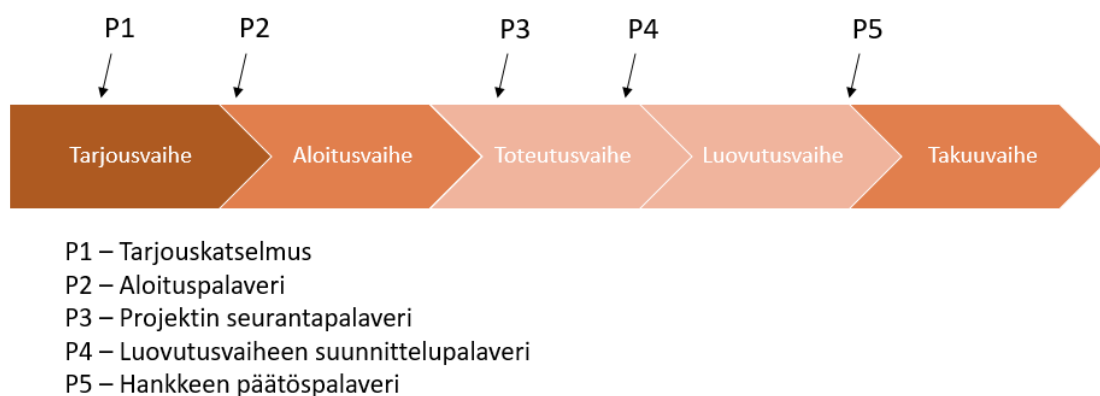 P1 P2 P3 P4 P5
Tarjousvaihe Aloitusvaihe Toteutusvaihe Luovutusvaihe Takuuvaihe
P1 – Tarjouskatselmus
P2 – Aloituspalaveri
P3 – Projektin seurantapalaveri
P4 – Luovutusvaiheen suunnittelupalaveri
P5 – Hankkeen päätöspalaveri